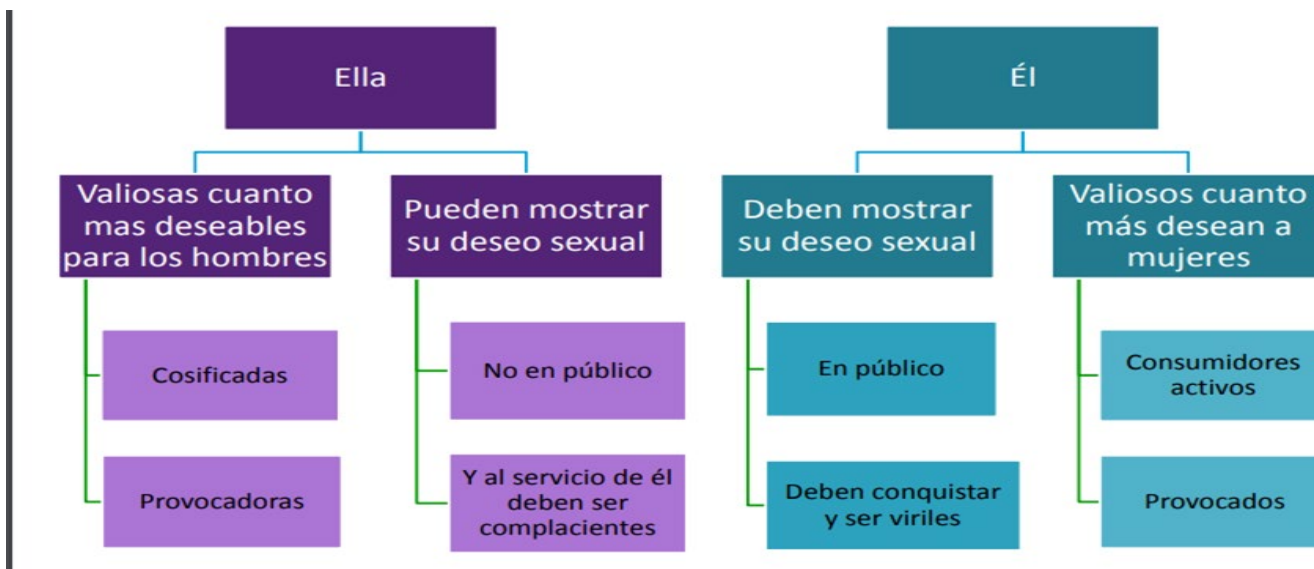 Ella
Valiosas cuanto
mas deseables
para los hombres
Cosificadas
Provocadoras
Pueden mostrar
su deseo sexual
No en público
Y al servicio de él
deben ser
complacientes
Él
Deben mostrar
su deseo sexual
En público
Deben conquistar
y ser viriles
Valiosos cuanto
más desean a
mujeres
Consumidores
activos
Provocados